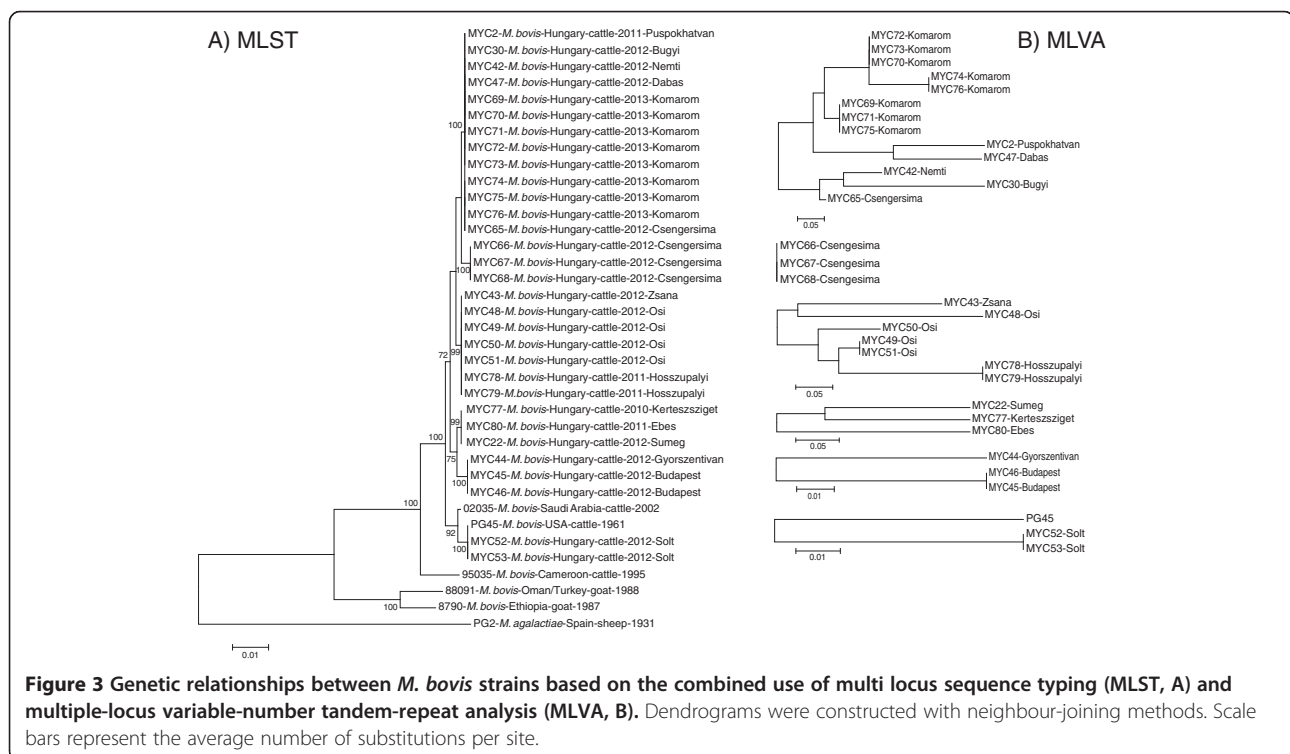 A) MLST
MYC2-M.bovis-Hungary-cattle-2011-Puspokhatvan
MYC30-M.bovis-Hungary-cattle-2012-Bugyi
MYC42-M.bovis-Hungary-cattle-2012-Nemti
MYC47-M.bovis-Hungary-cattle-2012-Dabas
MYC69-M.bovis-Hungary-cattle-2013-Komarom
MYC70-M.bovis-Hungary-cattle-2013-Komarom
MYC71-M.bovis-Hungary-cattle-2013-Komarom
MYC72-M.bovis-Hungary-cattle-2013-Komarom
MYC73-M.bovis-Hungary-cattle-2013-Komarom
MYC74-M.bovis-Hungary-cattle-2013-Komarom
MYC75-M.bovis-Hungary-cattle-2013-Komarom
MYC76-M.bovis-Hungary-cattle-2013-Komarom
MYC65-M.bovis-Hungary-cattle-2012-Csengersima
MYC66-M.bovis-Hungary-cattle-2012-Csengersima
MYC67-M.bovis-Hungary-cattle-2012-Csengersima
MYC68-M.bovis-Hungary-cattle-2012-Csengersima
MYC43-M.bovis-Hungary-cattle-2012-Zsana
MYC48-M.bovis-Hungary-cattle-2012-Osi
MYC49-M.bovis-Hungary-cattle-2012-Osi
MYC50-M.bovis-Hungary-cattle-2012-Osi
MYC51-M.bovis-Hungary-cattle-2012-Osi
MYC78-M.bovis-Hungary-cattle-2011-Hosszupalyi
MYC79-M.bovis-Hungary-cattle-2011-Hosszupalyi
MYC77-M.bovis-Hungary-cattle-2010-Kerteszsziget
MYC80-M.bovis-Hungary-cattle-2011-Ebes
MYC22-M.bovis-Hungary-cattle-2012-Sumeg
MYC44-M.bovis-Hungary-cattle-2012-Gyorszentivan
MYC45-M.bovis-Hungary-cattle-2012-Budapest
MYC46-M.bovis-Hungary-cattle-2012-Budapest
02035-M.bovis-Saudi Arabia-cattle-2002
PG45-M.bovis-USA-cattle-1961
MYC52-M.bovis-Hungary-cattle-2012-Solt
MYC53-M.bovis-Hungary-cattle-2012-Solt
95035-M.bovis-Cameroon-cattle-1995
88091-M.bovis-Oman/Turkey-goat-1988
8790-M.bovis-Ethiopia-goat-1987
PG2-M.agalactiae-Spain-sheep-1931
100
100
72
99
99
100
75
100
100
92
100
100
100
0.01
B) MLVA
MYC72-Komarom
MYC73-Komarom
MYC70-Komarom
MYC74-Komarom
MYC76-Komarom
MYC69-Komarom
MYC71-Komarom
MYC75-Komarom
MYC2-Puspokhatvan
MYC47-Dabas
MYC42-Nemti
MYC30-Bugyi
MYC65-Csengersima
0.05
MYC66-Csengesima
MYC67-Csengesima
MYC68-Csengesima
MYC43-Zsana
MYC48-Osi
MYC50-Osi
MYC49-Osi
MYC51-Osi
MYC78-Hosszupalyi
MYC79-Hosszupalyi
0.05
MYC22-Sumeg
MYC77-Kerteszsziget
MYC80-Ebes
0.05
MYC44-Gyorszentivan
MYC46-Budapest
MYC45-Budapest
0.01
PG45
MYC52-Solt
MYC53-Solt
0.01
Figure 3 Genetic relationships between M. bovis strains based on the combined use of multi locus sequence typing (MLST, A) and
multiple-locus variable-number tandem-repeat analysis (MLVA, B). Dendrograms were constructed with neighbour-joining methods. Scale
bars represent the average number of substitutions per site.